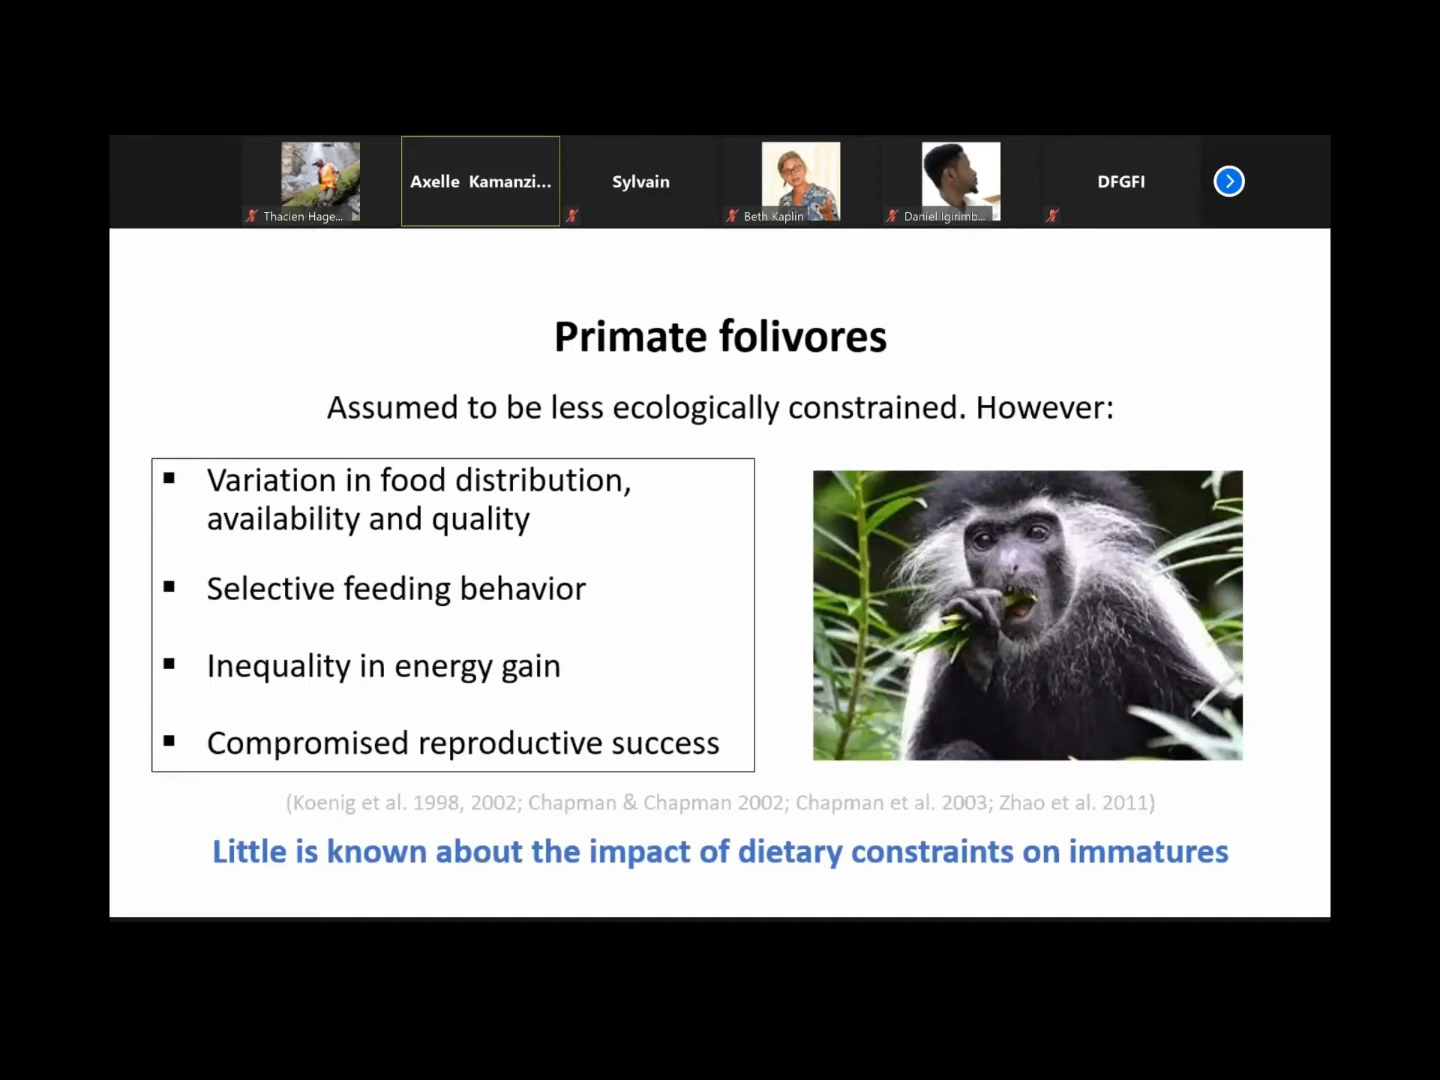 Axelle Kamanzi...
Sylvain
DFGFI
Thacien Hage...
Beth Kaplin
Daniel Igirimb...
Primate folivores
Assumed to be less ecologically constrained. However:
▪ Variation in food distribution,
availability and quality
▪ Selective feeding behavior
▪ Inequality in energy gain
▪ Compromised reproductive success
(Koenig et al. 1998, 2002; Chapman & Chapman 2002; Chapman et al. 2003; Zhao et al. 2011)
Little is known about the impact of dietary constraints on immatures